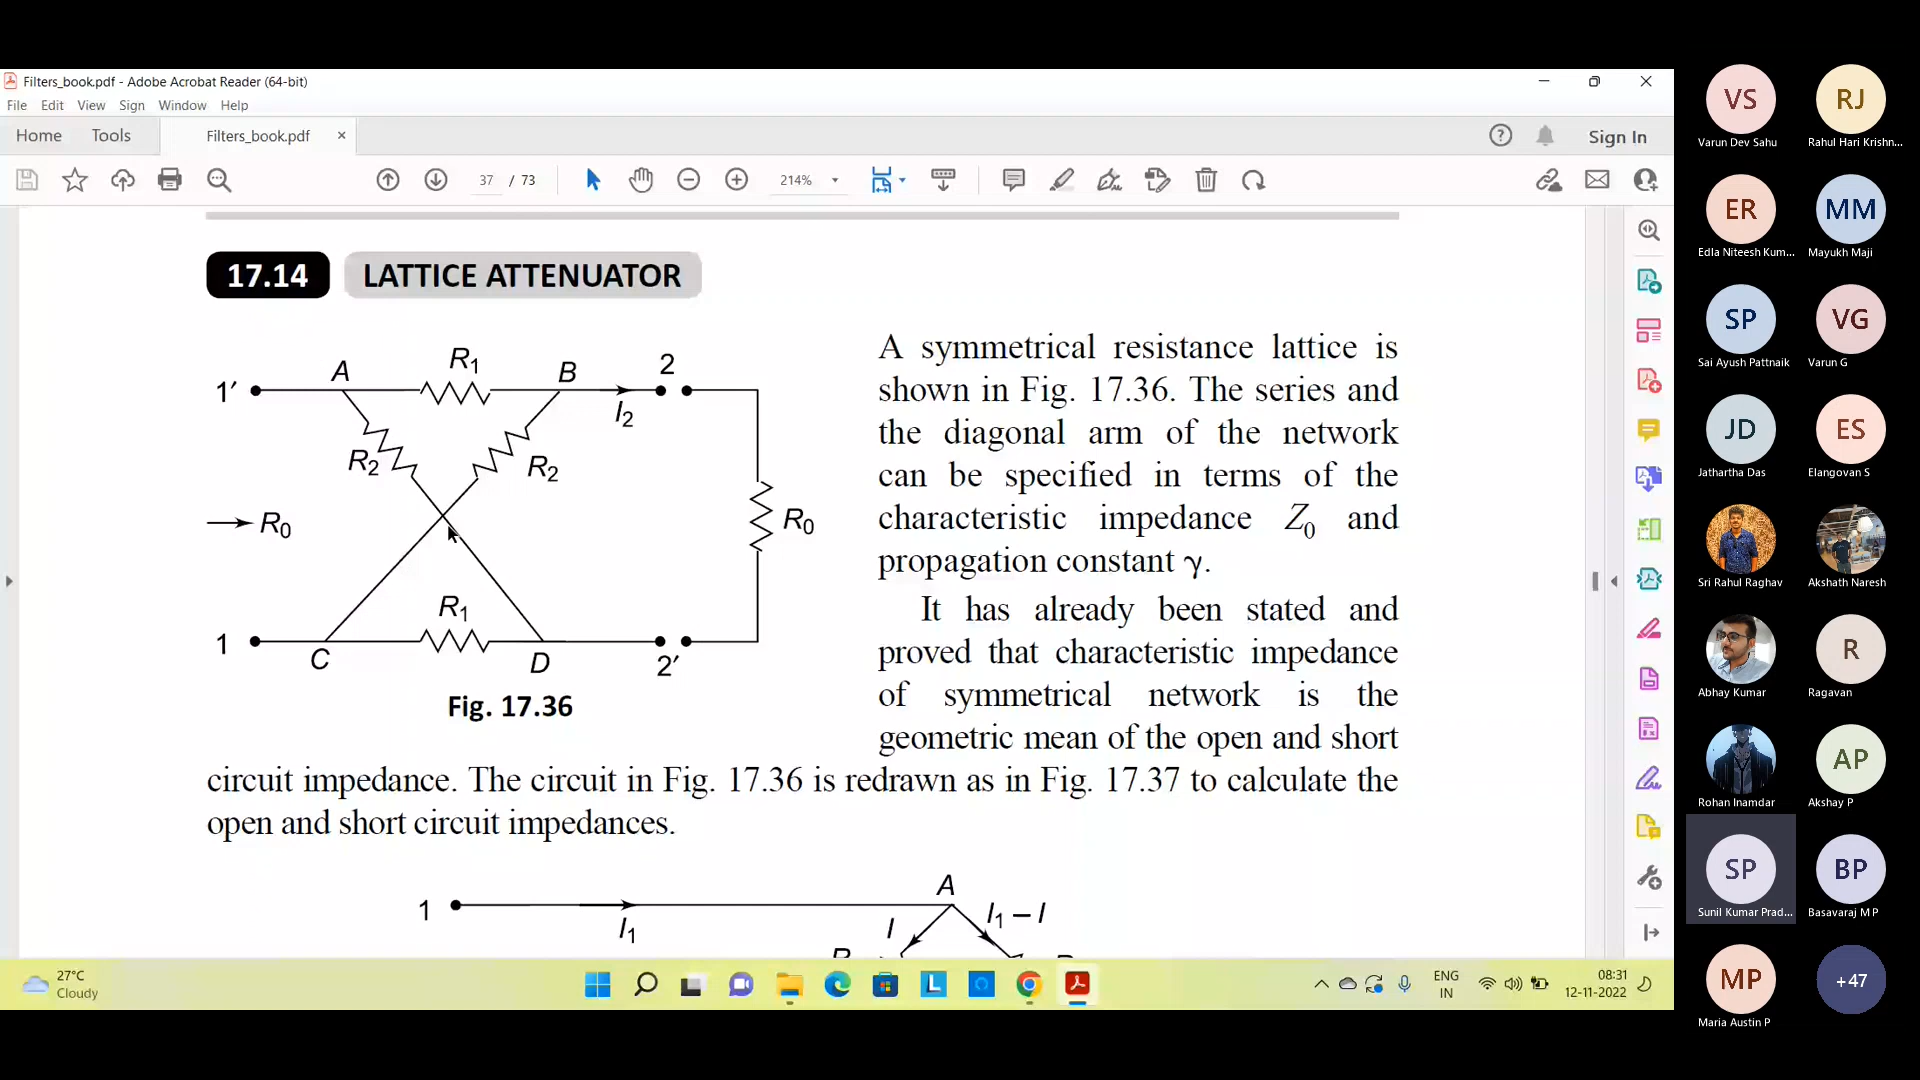 Filters_book.pdf - Adobe Acrobat Reader (64-bit)
File Edit View Sign Window Help
Home Tools Filters_book.pdf × Sign In
37 / 73 214%
17.14 LATTICE ATTENUATOR
A R1 B 2
1′ I2
R2 R2
R0 R0
R1
1 C D 2′
Fig. 17.36
A symmetrical resistance lattice is
shown in Fig. 17.36. The series and
the diagonal arm of the network
can be specified in terms of the
characteristic impedance Z0 and
propagation constant γ.
It has already been stated and
proved that characteristic impedance
of symmetrical network is the
geometric mean of the open and short
circuit impedance. The circuit in Fig. 17.36 is redrawn as in Fig. 17.37 to calculate the
open and short circuit impedances.
A
1 I1 I I1 – I
27°C
Cloudy
ENG
IN
08:31
12-11-2022
VS RJ
Varun Dev Sahu Rahul Hari Krishn...
ER MM
Edla Niteesh Kum... Mayukh Maji
SP VG
Sai Ayush Pattnaik Varun G
JD ES
Jathartha Das Elangovan S
Sri Rahul Raghav Akshath Naresh
R
Abhay Kumar Ragavan
AP
Rohan Inamdar Akshay P
SP BP
Sunil Kumar Prad... Basavaraj M P
MP +47
Maria Austin P